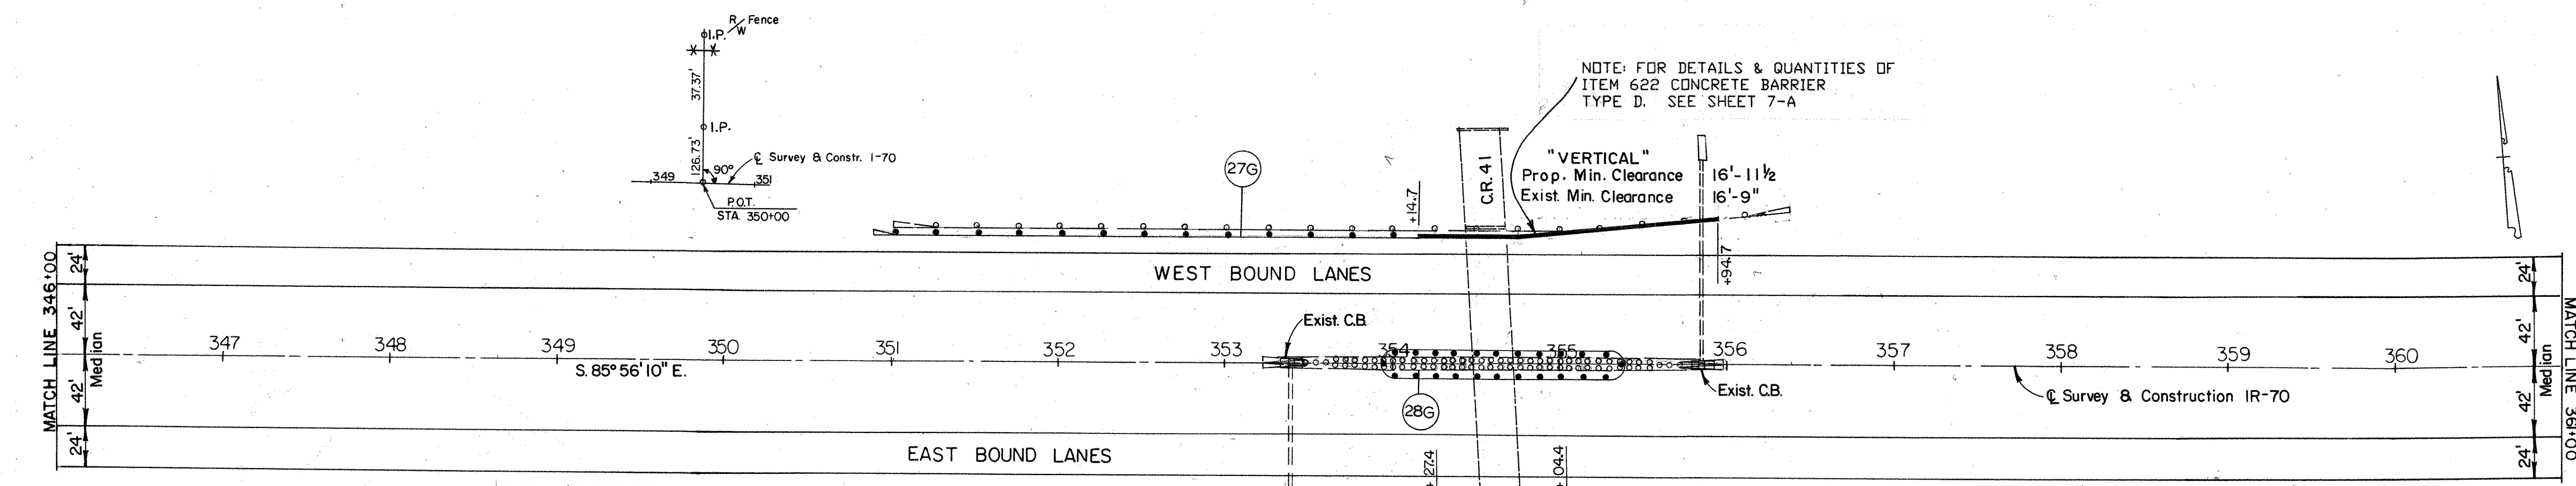 R/W Fence
I.P.
37.37'
I.P.
126.73'
90°
℄ Survey & Constr. I-70
349
351
P.O.T.
STA. 350+00
NOTE: FOR DETAILS & QUANTITIES OF
ITEM 622 CONCRETE BARRIER
TYPE D. SEE SHEET 7-A
27G
+14.7
C.R. 41
"VERTICAL"
Prop. Min. Clearance 16'-11½
Exist. Min. Clearance 16'-9"
+94.7
MATCH LINE 346+00
24'
42'
Median
42'
24'
WEST BOUND LANES
Exist. C.B.
347 348 349 350 351 352 353 354 355 356 357 358 359 360
S. 85° 56' 10" E.
28G
Exist. C.B.
℄ Survey & Construction IR-70
EAST BOUND LANES
+27.4
+04.4
24'
42'
Median
42'
24'
MATCH LINE 361+00